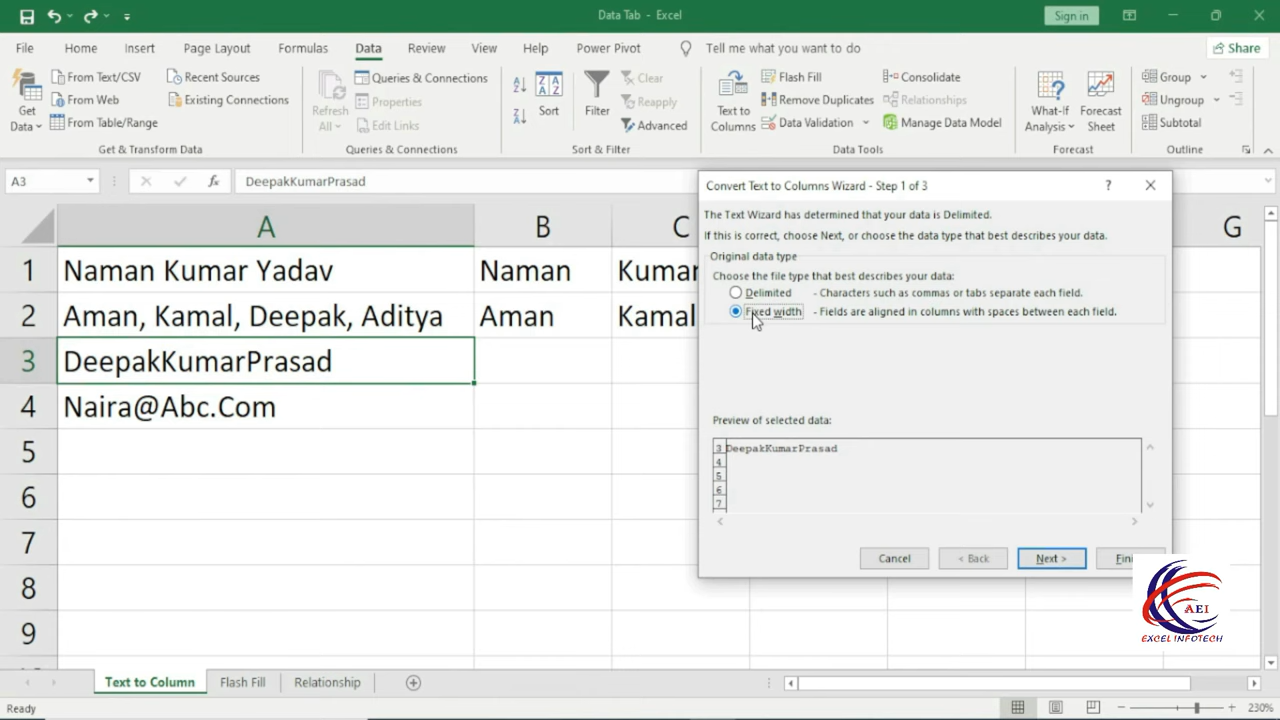 Data Tab - Excel
Sign in
File Home Insert Page Layout Formulas Data Review View Help Power Pivot Tell me what you want to do Share
Get Data
From Text/CSV
From Web
From Table/Range
Recent Sources
Existing Connections
Get & Transform Data
Refresh All
Queries & Connections
Properties
Edit Links
Queries & Connections
Sort
Filter
Clear
Reapply
Advanced
Sort & Filter
Text to Columns
Flash Fill
Remove Duplicates
Data Validation
Consolidate
Relationships
Manage Data Model
Data Tools
What-If Analysis
Forecast Sheet
Forecast
Group
Ungroup
Subtotal
Outline
A3 fx DeepakKumarPrasad
A B C G
1 Naman Kumar Yadav Naman Kumar
2 Aman, Kamal, Deepak, Aditya Aman Kamal
3 DeepakKumarPrasad
4 Naira@Abc.Com
5
6
7
8
9
Convert Text to Columns Wizard - Step 1 of 3 ?
The Text Wizard has determined that your data is Delimited.
If this is correct, choose Next, or choose the data type that best describes your data.
Original data type
Choose the file type that best describes your data:
Delimited - Characters such as commas or tabs separate each field.
Fixed width - Fields are aligned in columns with spaces between each field.
Preview of selected data:
3 DeepakKumarPrasad
4
5
6
7
Cancel < Back Next >
AEI
EXCEL INFOTECH
Text to Column Flash Fill Relationship
Ready 230%